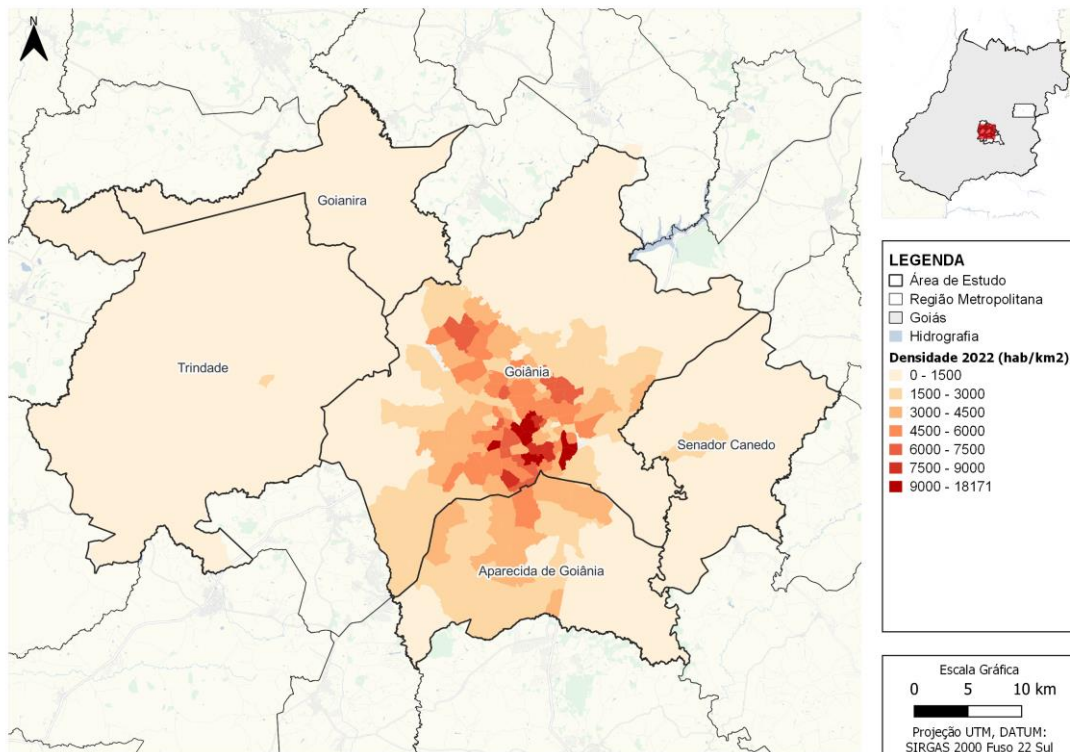 N
Goianira
Trindade
Goiânia
Senador Canedo
Aparecida de Goiânia
LEGENDA
Área de Estudo
Região Metropolitana
Goiás
Hidrografia
Densidade 2022 (hab/km2)
0 - 1500
1500 - 3000
3000 - 4500
4500 - 6000
6000 - 7500
7500 - 9000
9000 - 18171
Escala Gráfica
0 5 10 km
Projeção UTM, DATUM:
SIRGAS 2000 Fuso 22 Sul